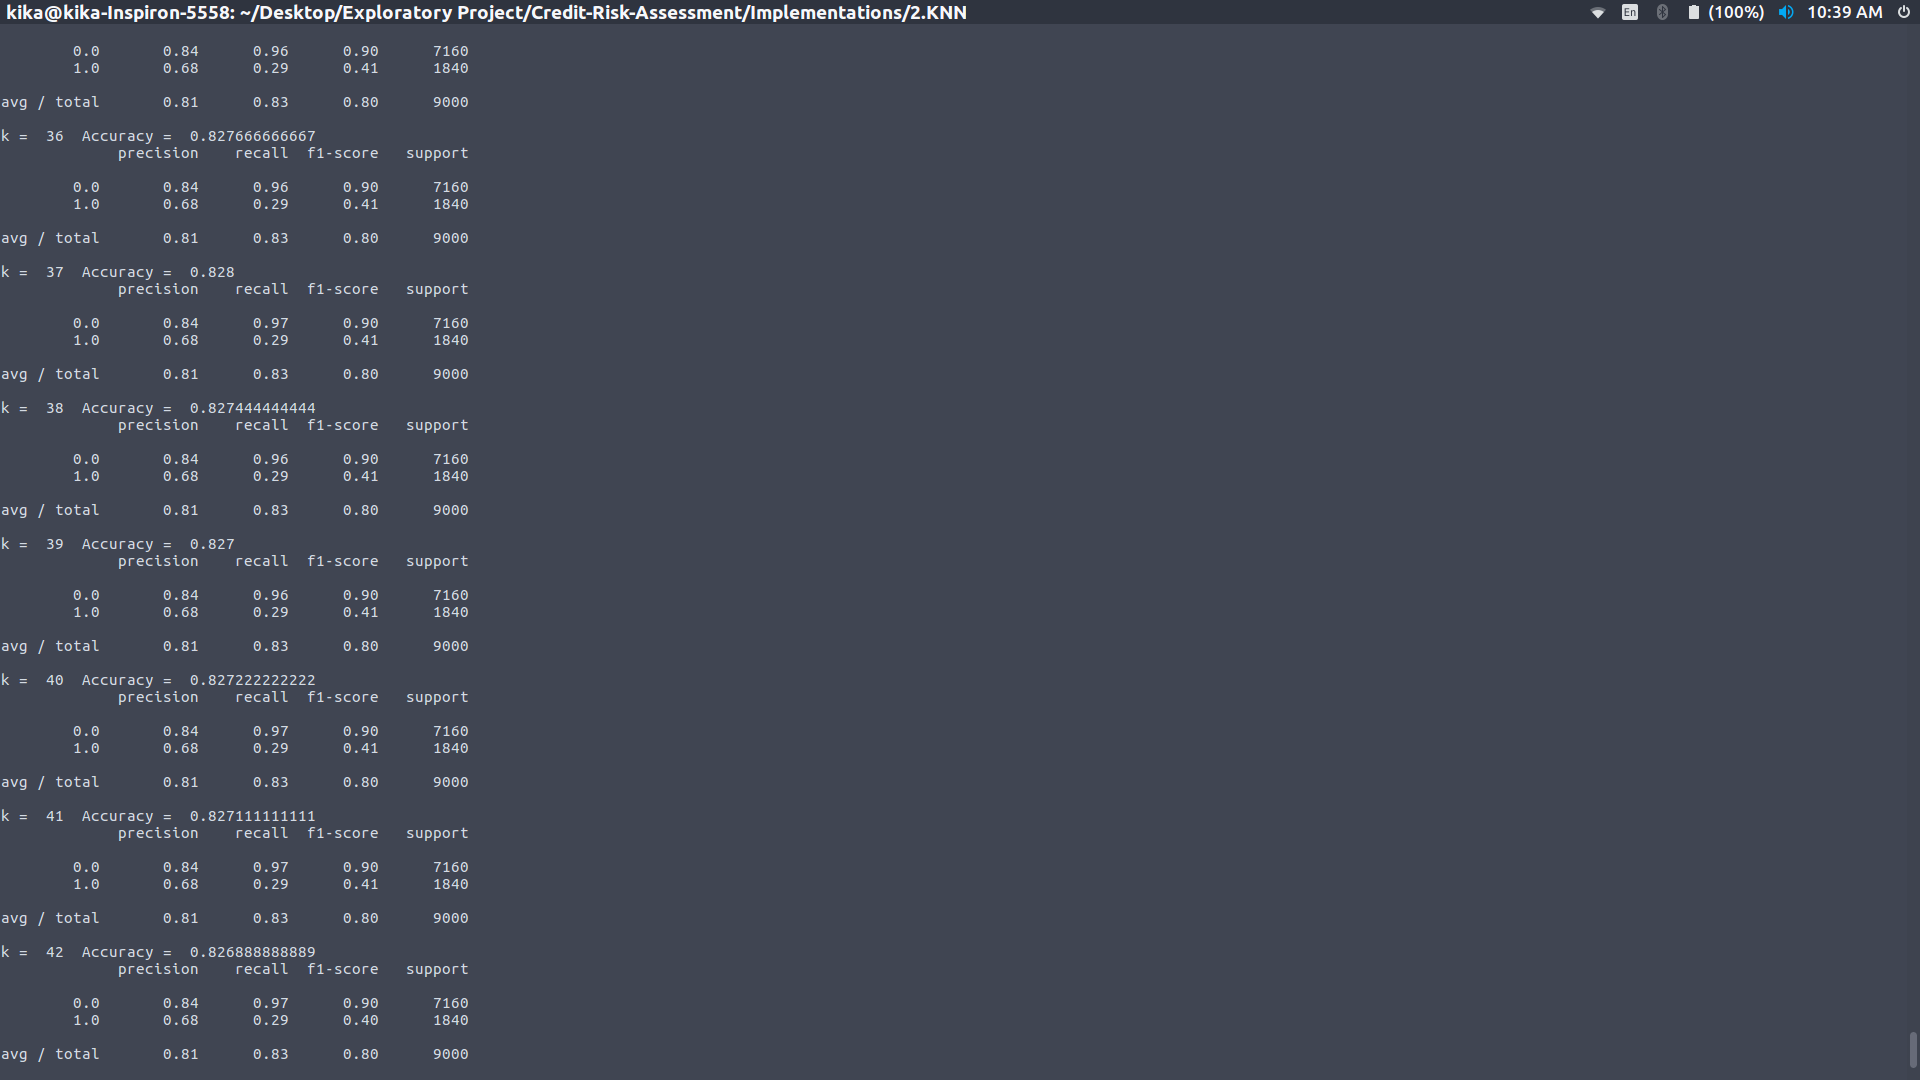 kika@kika-Inspiron-5558: ~/Desktop/Exploratory Project/Credit-Risk-Assessment/Implementations/2.KNN En (100%) 10:39 AM
0.0 0.84 0.96 0.90 7160
1.0 0.68 0.29 0.41 1840
avg / total 0.81 0.83 0.80 9000
k = 36 Accuracy = 0.827666666667
precision recall f1-score support
0.0 0.84 0.96 0.90 7160
1.0 0.68 0.29 0.41 1840
avg / total 0.81 0.83 0.80 9000
k = 37 Accuracy = 0.828
precision recall f1-score support
0.0 0.84 0.97 0.90 7160
1.0 0.68 0.29 0.41 1840
avg / total 0.81 0.83 0.80 9000
k = 38 Accuracy = 0.827444444444
precision recall f1-score support
0.0 0.84 0.96 0.90 7160
1.0 0.68 0.29 0.41 1840
avg / total 0.81 0.83 0.80 9000
k = 39 Accuracy = 0.827
precision recall f1-score support
0.0 0.84 0.96 0.90 7160
1.0 0.68 0.29 0.41 1840
avg / total 0.81 0.83 0.80 9000
k = 40 Accuracy = 0.827222222222
precision recall f1-score support
0.0 0.84 0.97 0.90 7160
1.0 0.68 0.29 0.41 1840
avg / total 0.81 0.83 0.80 9000
k = 41 Accuracy = 0.827111111111
precision recall f1-score support
0.0 0.84 0.97 0.90 7160
1.0 0.68 0.29 0.41 1840
avg / total 0.81 0.83 0.80 9000
k = 42 Accuracy = 0.826888888889
precision recall f1-score support
0.0 0.84 0.97 0.90 7160
1.0 0.68 0.29 0.40 1840
avg / total 0.81 0.83 0.80 9000